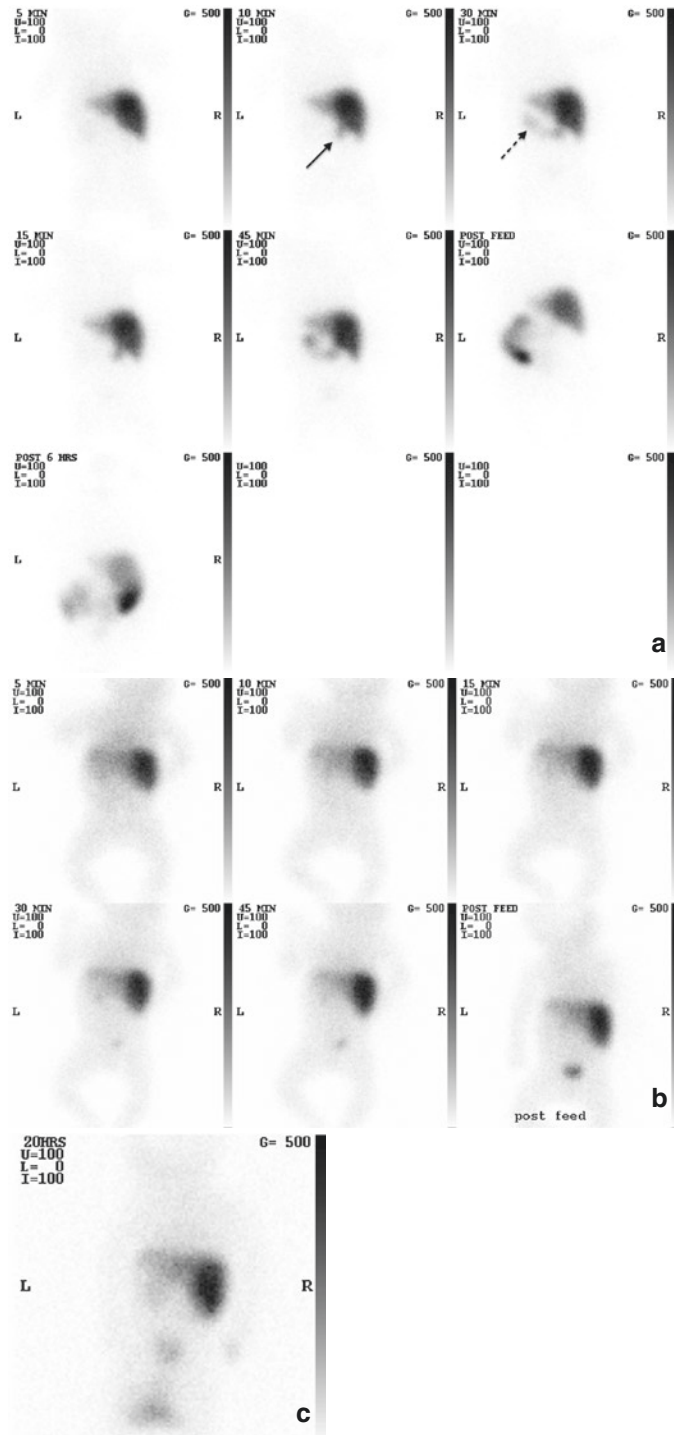 5 MIN G= 500
U=100
L= 0
I=100
L R
10 MIN G= 500
U=100
L= 0
I=100
L R
30 MIN G= 500
U=100
L= 0
I=100
L R
15 MIN G= 500
U=100
L= 0
I=100
L R
45 MIN G= 500
U=100
L= 0
I=100
L R
POST FEED G= 500
U=100
L= 0
I=100
L R
POST 6 HRS G= 500
U=100
L= 0
I=100
L R
G= 500
U=100
L= 0
I=100
G= 500
U=100
L= 0
I=100
a
5 MIN G= 500
U=100
L= 0
I=100
L R
10 MIN G= 500
U=100
L= 0
I=100
L R
15 MIN G= 500
U=100
L= 0
I=100
L R
30 MIN G= 500
U=100
L= 0
I=100
L R
45 MIN G= 500
U=100
L= 0
I=100
L R
POST FEED G= 500
U=100
L= 0
I=100
L R
post feed
b
20HRS G= 500
U=100
L= 0
I=100
L R
c